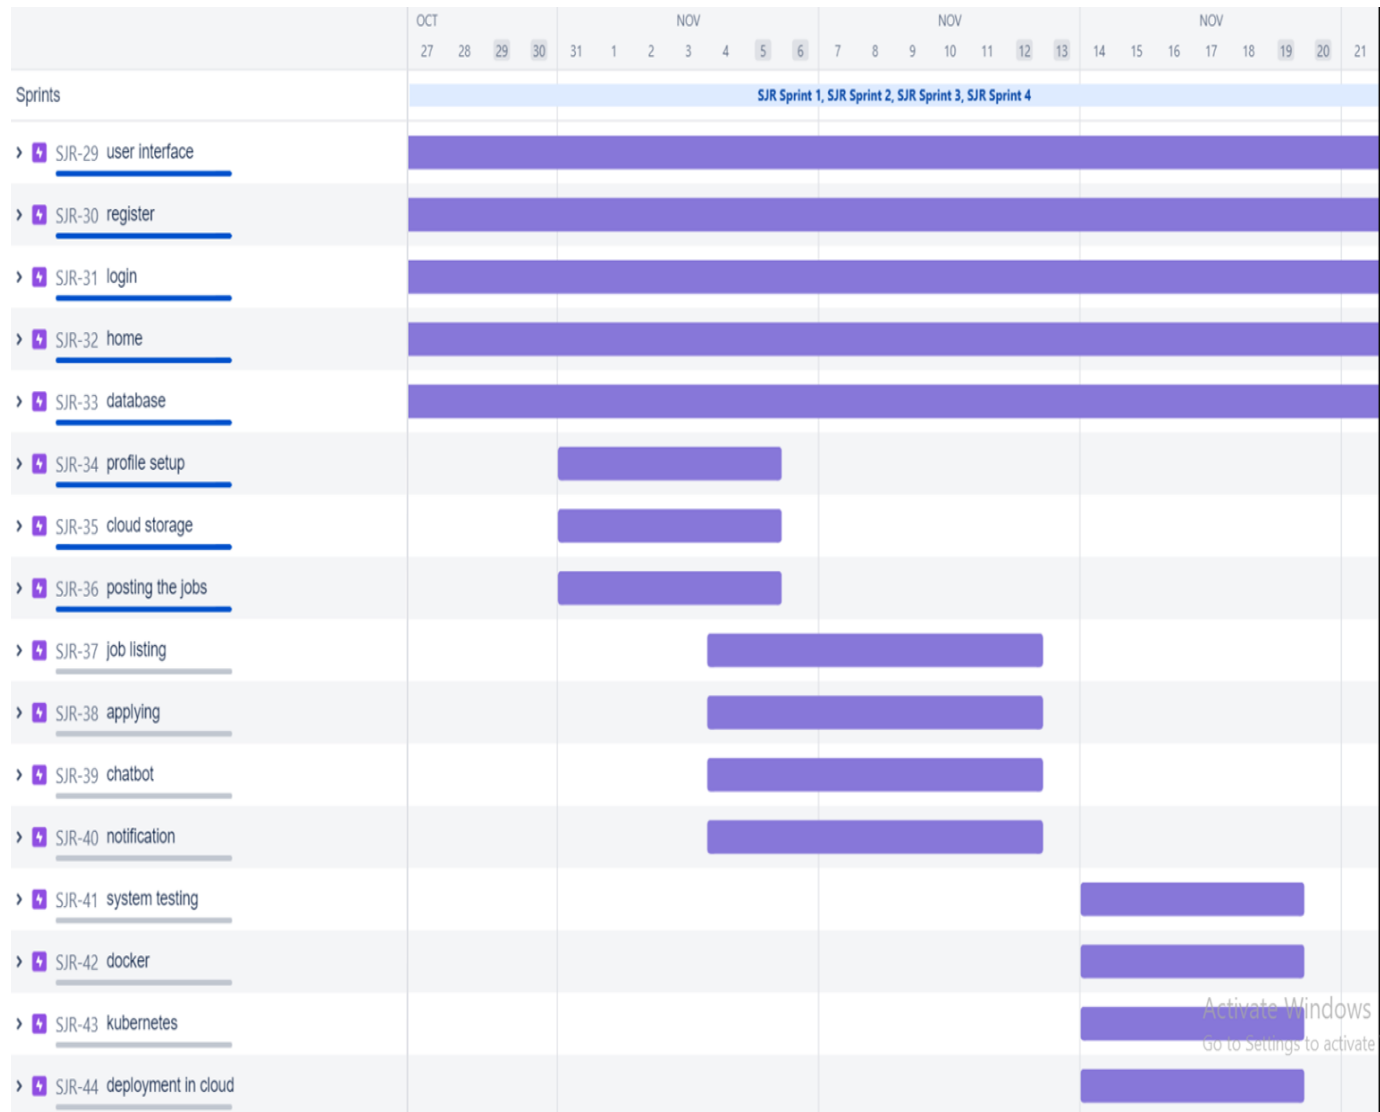 OCT NOV NOV NOV
27 28 29 30 31 1 2 3 4 5 6 7 8 9 10 11 12 13 14 15 16 17 18 19 20 21
Sprints SJR Sprint 1, SJR Sprint 2, SJR Sprint 3, SJR Sprint 4
SJR-29 user interface
SJR-30 register
SJR-31 login
SJR-32 home
SJR-33 database
SJR-34 profile setup
SJR-35 cloud storage
SJR-36 posting the jobs
SJR-37 job listing
SJR-38 applying
SJR-39 chatbot
SJR-40 notification
SJR-41 system testing
SJR-42 docker
SJR-43 kubernetes
Activate Windows
Go to Settings to activate
SJR-44 deployment in cloud